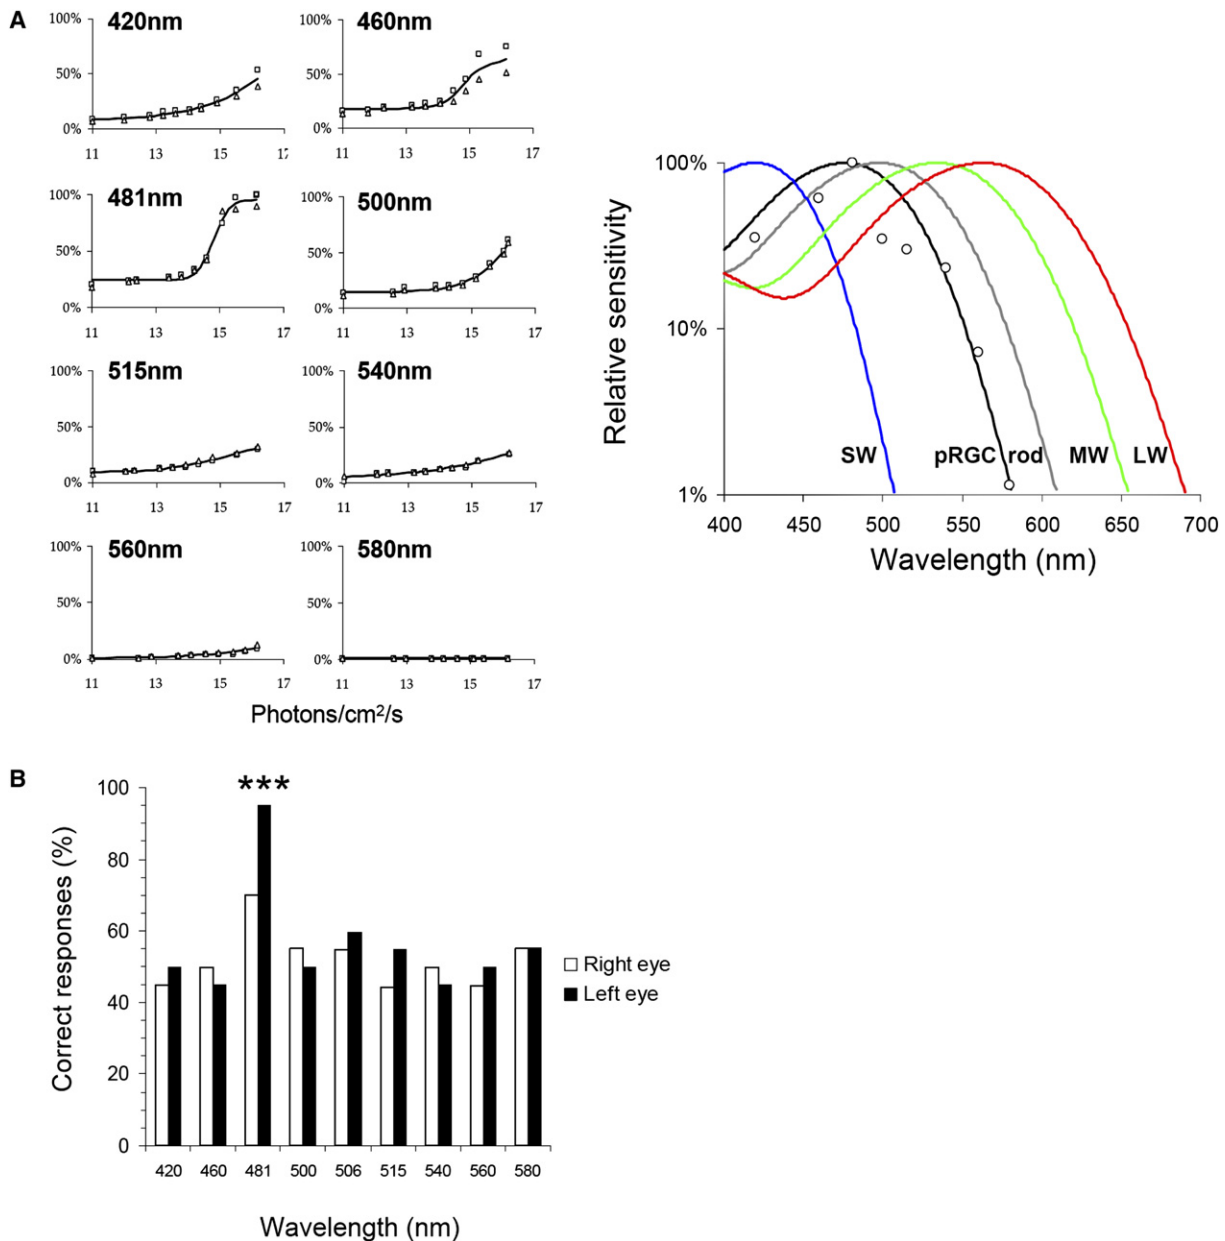 A
420nm
100%
50%
0%
11 13 15 17
460nm
100%
50%
0%
11 13 15 17
481nm
100%
50%
0%
11 13 15 17
500nm
100%
50%
0%
11 13 15 17
515nm
100%
50%
0%
11 13 15 17
540nm
100%
50%
0%
11 13 15 17
560nm
100%
50%
0%
11 13 15 17
580nm
100%
50%
0%
11 13 15 17
Photons/cm²/s
Relative sensitivity
100%
10%
1%
SW pRGC rod MW LW
400 450 500 550 600 650 700
Wavelength (nm)
B
Correct responses (%)
100
80
60
40
20
0
***
420 460 481 500 506 515 540 560 580
Wavelength (nm)
Right eye
Left eye